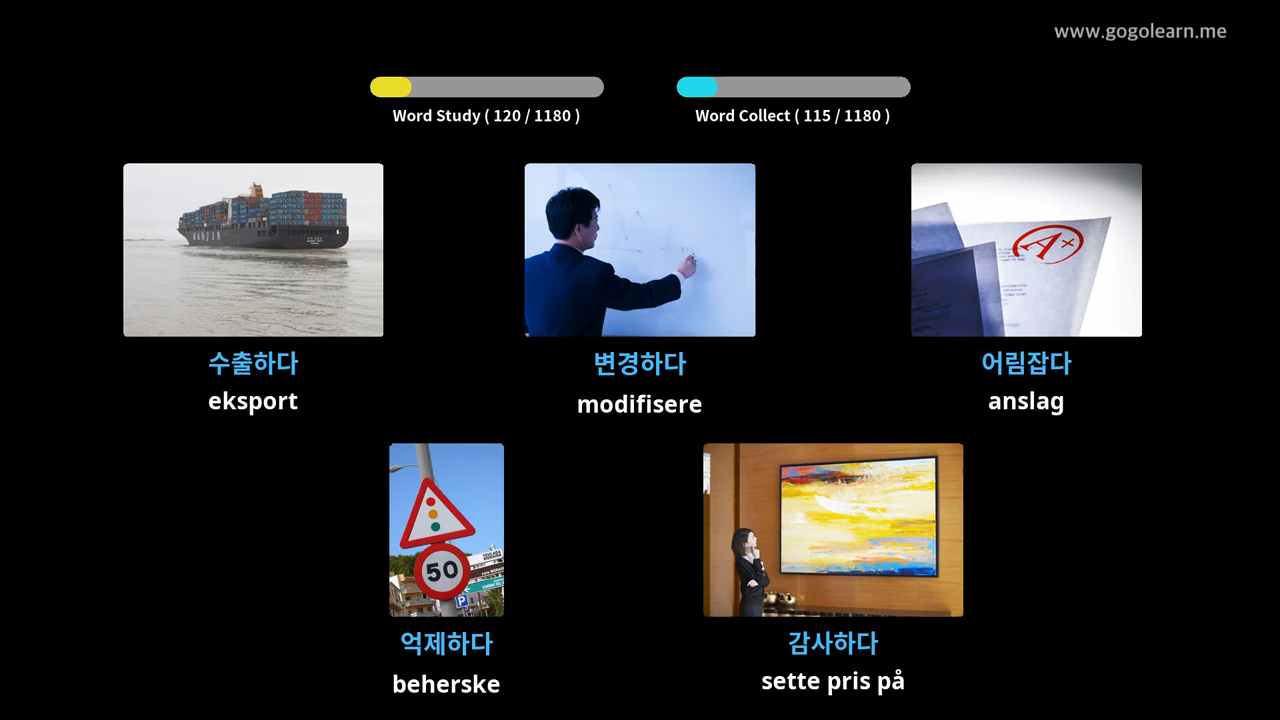 www.gogolearn.me
Word Study ( 120 / 1180 )
Word Collect ( 115 / 1180 )
HANJIN
A+
수출하다
변경하다
어림잡다
eksport
modifisere
anslag
50
P
억제하다
감사하다
beherske
sette pris på